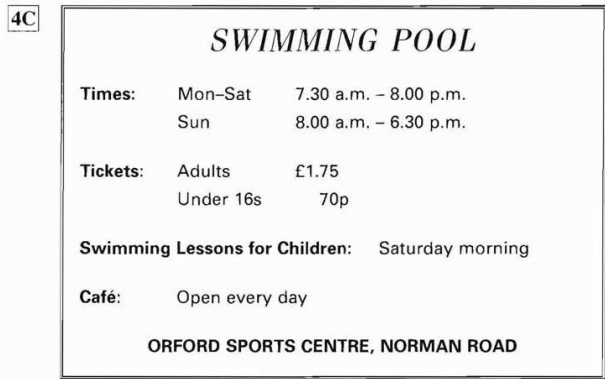 4C
SWIMMING POOL
Times: Mon–Sat 7.30 a.m. – 8.00 p.m.
Sun 8.00 a.m. – 6.30 p.m.
Tickets: Adults £1.75
Under 16s 70p
Swimming Lessons for Children: Saturday morning
Café: Open every day
ORFORD SPORTS CENTRE, NORMAN ROAD